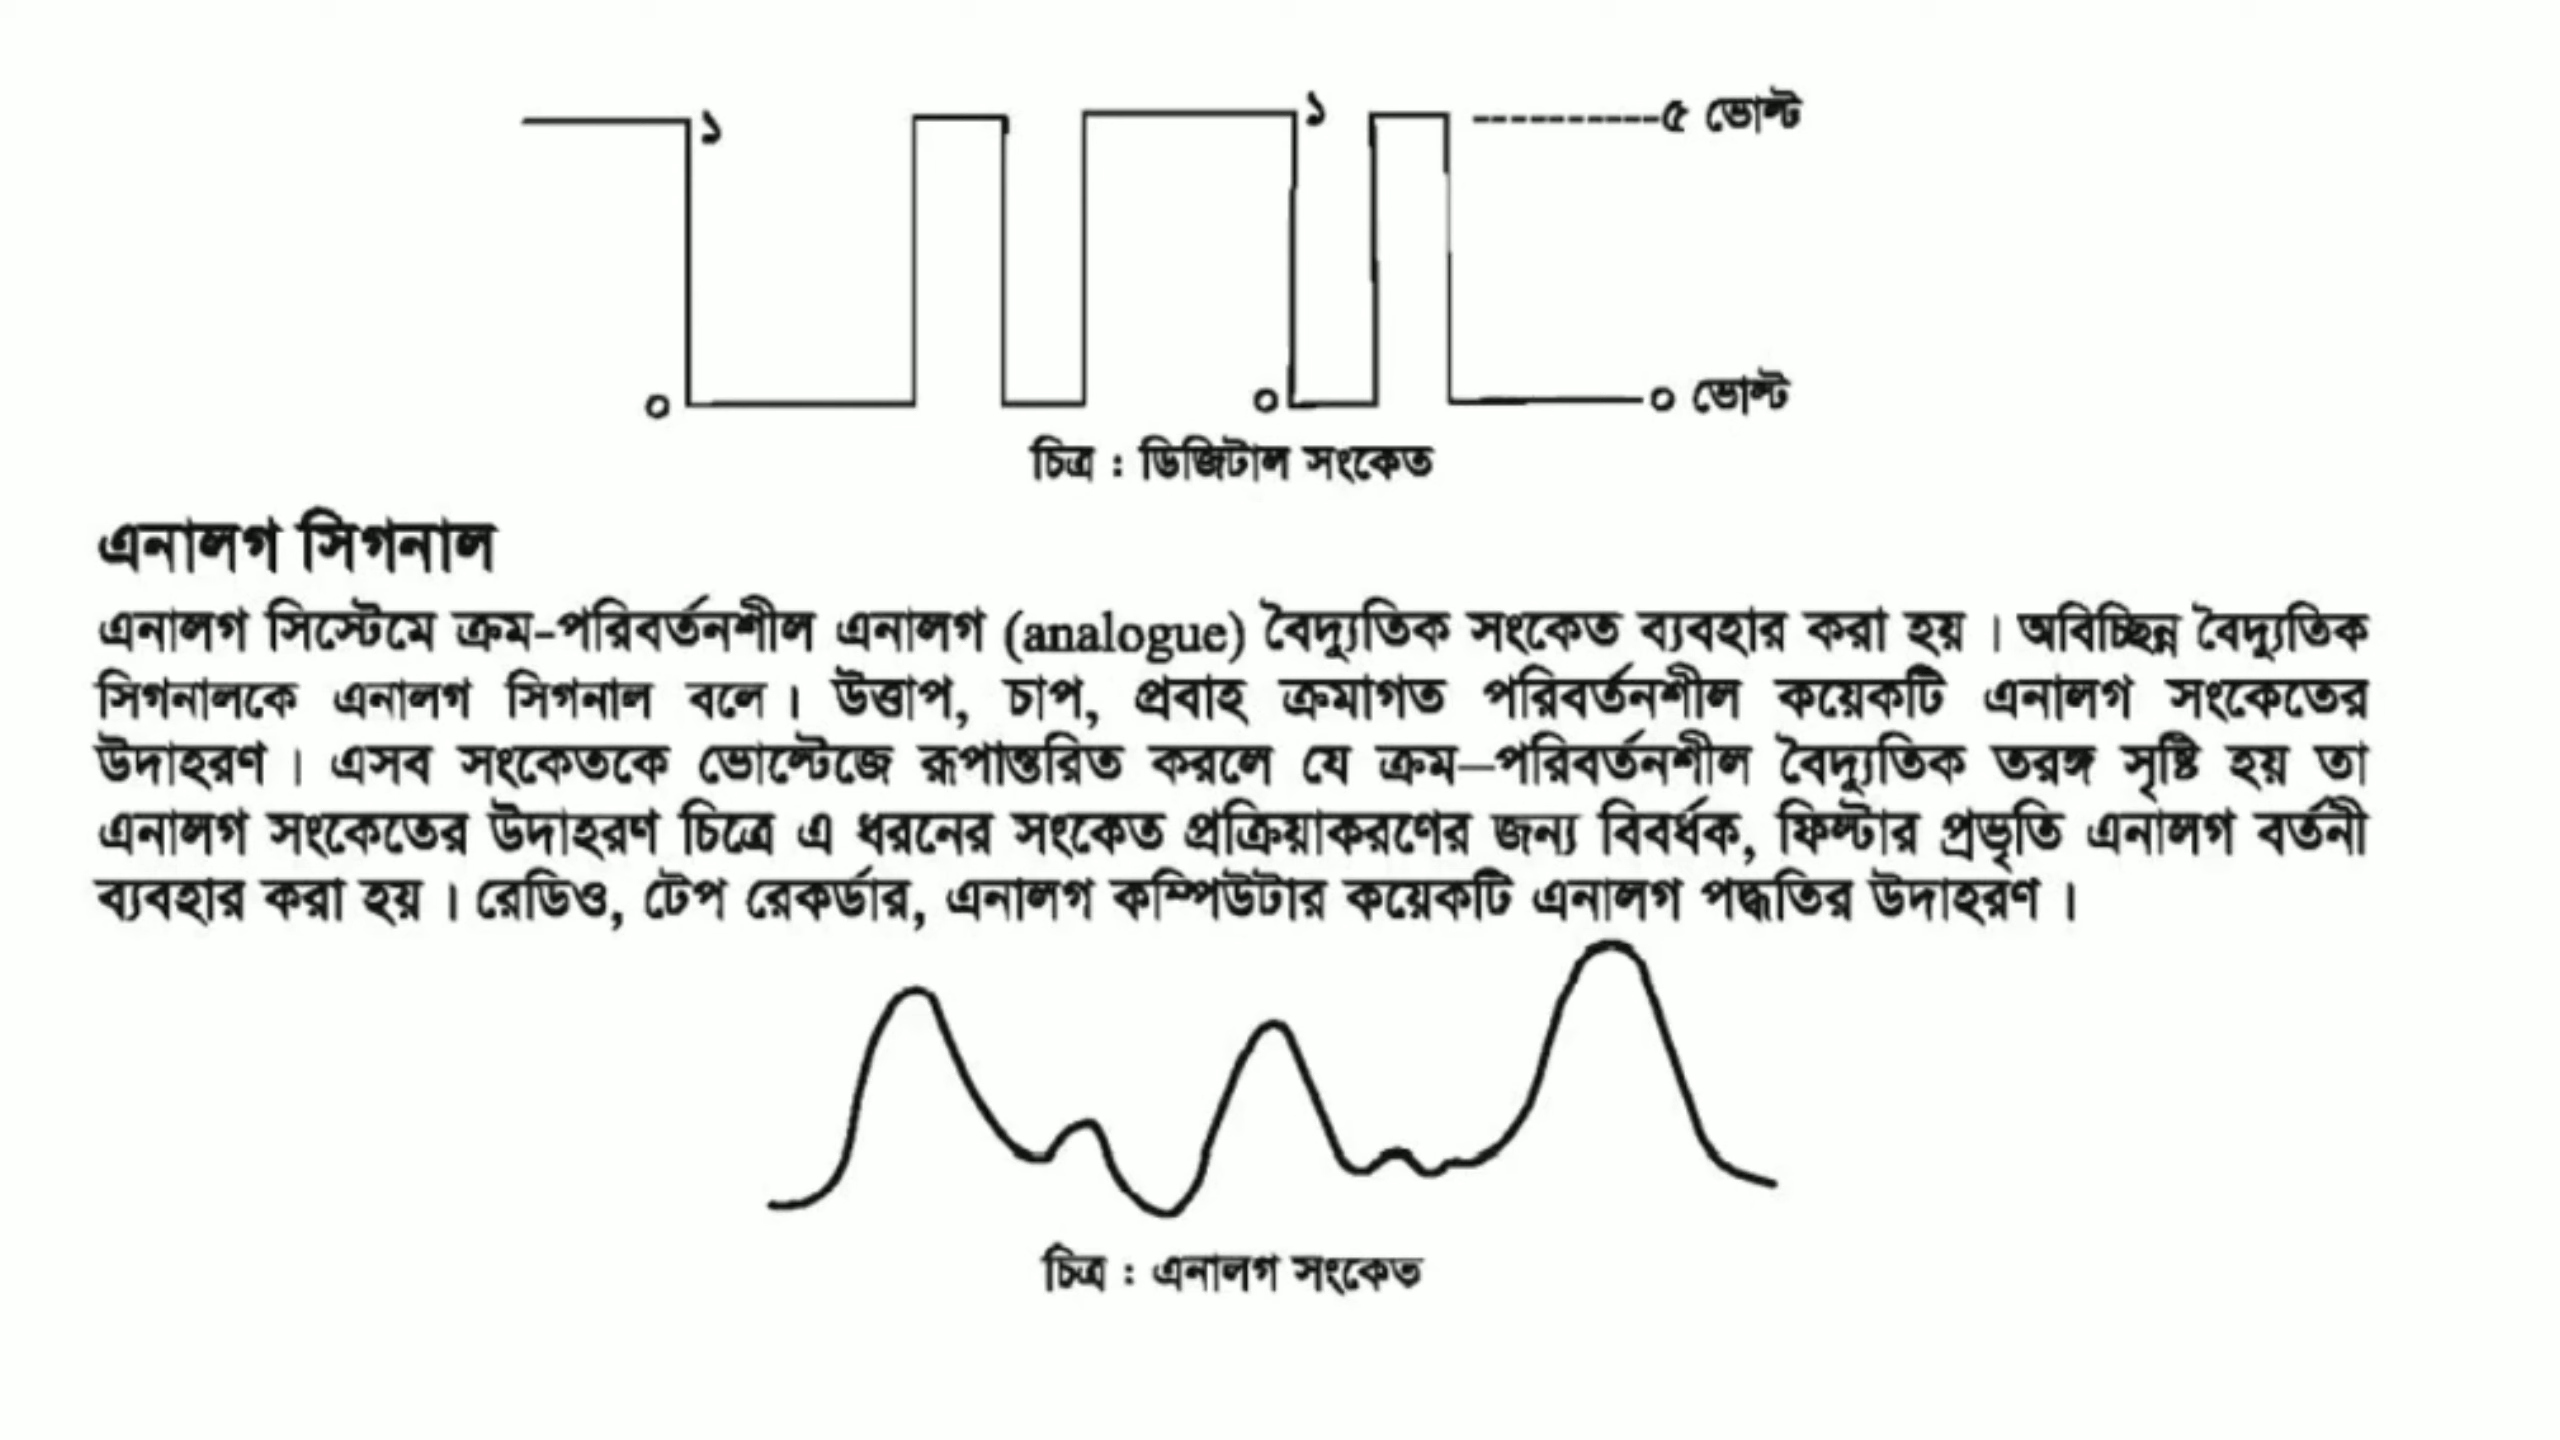 ১ ১ ----------৫ ভোল্ট
০ ০ ০ ভোল্ট
চিত্র : ডিজিটাল সংকেত
এনালগ সিগনাল
এনালগ সিস্টেমে ক্রম-পরিবর্তনশীল এনালগ (analogue) বৈদ্যুতিক সংকেত ব্যবহার করা হয় । অবিচ্ছিন্ন বৈদ্যুতিক
সিগনালকে এনালগ সিগনাল বলে । উত্তাপ, চাপ, প্রবাহ ক্রমাগত পরিবর্তনশীল কয়েকটি এনালগ সংকেতের
উদাহরণ । এসব সংকেতকে ভোল্টেজে রূপান্তরিত করলে যে ক্রম–পরিবর্তনশীল বৈদ্যুতিক তরঙ্গ সৃষ্টি হয় তা
এনালগ সংকেতের উদাহরণ চিত্রে এ ধরনের সংকেত প্রক্রিয়াকরণের জন্য বিবর্ধক, ফিল্টার প্রভৃতি এনালগ বর্তনী
ব্যবহার করা হয় । রেডিও, টেপ রেকর্ডার, এনালগ কম্পিউটার কয়েকটি এনালগ পদ্ধতির উদাহরণ ।
চিত্র : এনালগ সংকেত